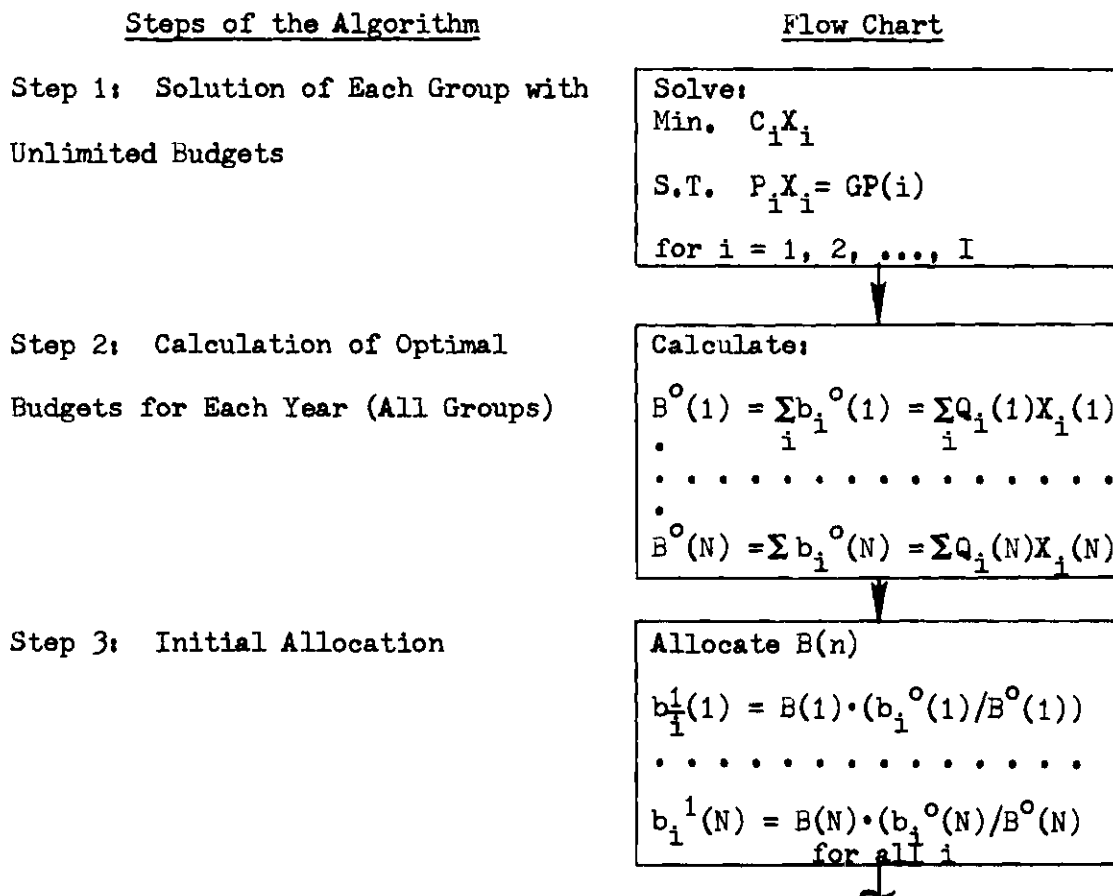 Steps of the Algorithm
Flow Chart
Step 1: Solution of Each Group with
Unlimited Budgets
Solve:
Min. C_iX_i
S.T. P_iX_i= GP(i)
for i = 1, 2, ..., I
Step 2: Calculation of Optimal
Budgets for Each Year (All Groups)
Calculate:
B^o(1) = Σ_i b_i^o(1) = Σ_i Q_i(1)X_i(1)
.
. . . . . . . . . . . . . . .
.
B^o(N) =Σ b_i^o(N) = ΣQ_i(N)X_i(N)
Step 3: Initial Allocation
Allocate B(n)
b_i^1(1) = B(1)·(b_i^o(1)/B^o(1))
. . . . . . . . . . . . . .
b_i^1(N) = B(N)·(b_i^o(N)/B^o(N)
for all i